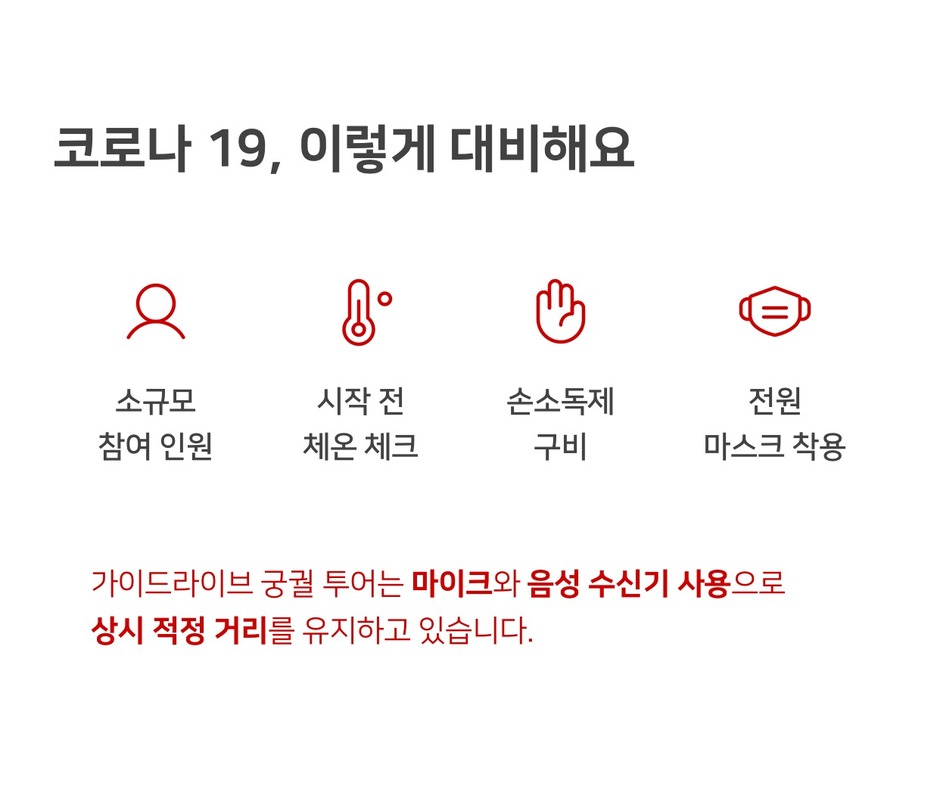 코로나 19, 이렇게 대비해요
소규모
참여 인원
시작 전
체온 체크
손소독제
구비
전원
마스크 착용
가이드라이브 궁궐 투어는 마이크와 음성 수신기 사용으로
상시 적정 거리를 유지하고 있습니다.